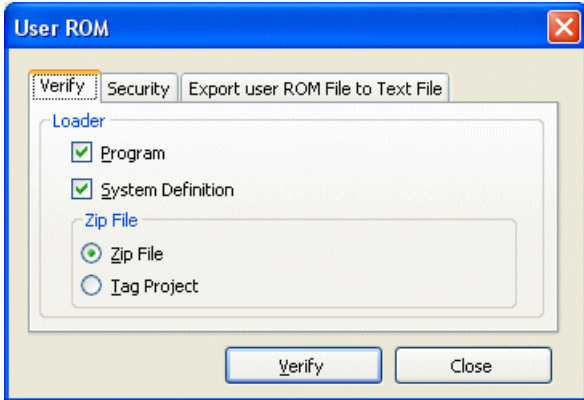 User ROM
Verify Security Export user ROM File to Text File
Loader
Program
System Definition
Zip File
Zip File
Tag Project
Verify Close